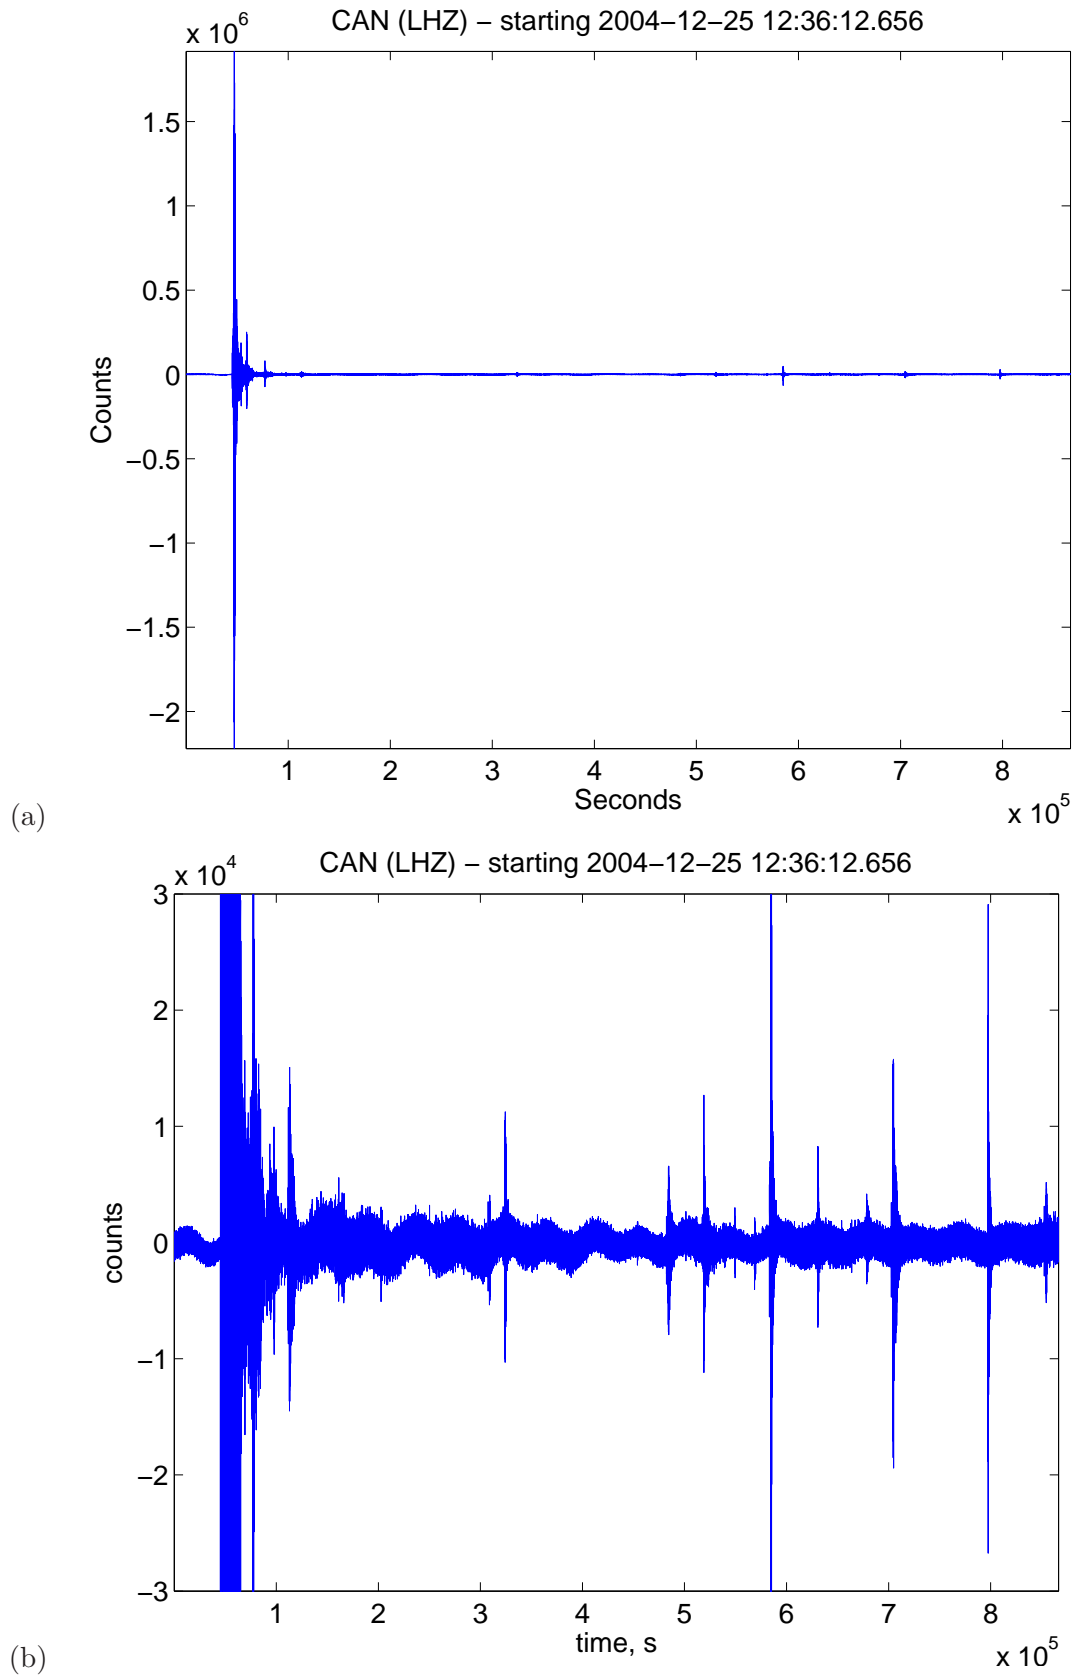 x 10^6
CAN (LHZ) − starting 2004−12−25 12:36:12.656
1.5
1
0.5
0
−0.5
−1
−1.5
−2
Counts
1 2 3 4 5 6 7 8
Seconds
x 10^5
(a)
x 10^4
CAN (LHZ) − starting 2004−12−25 12:36:12.656
3
2
1
0
−1
−2
−3
counts
1 2 3 4 5 6 7 8
time, s
x 10^5
(b)